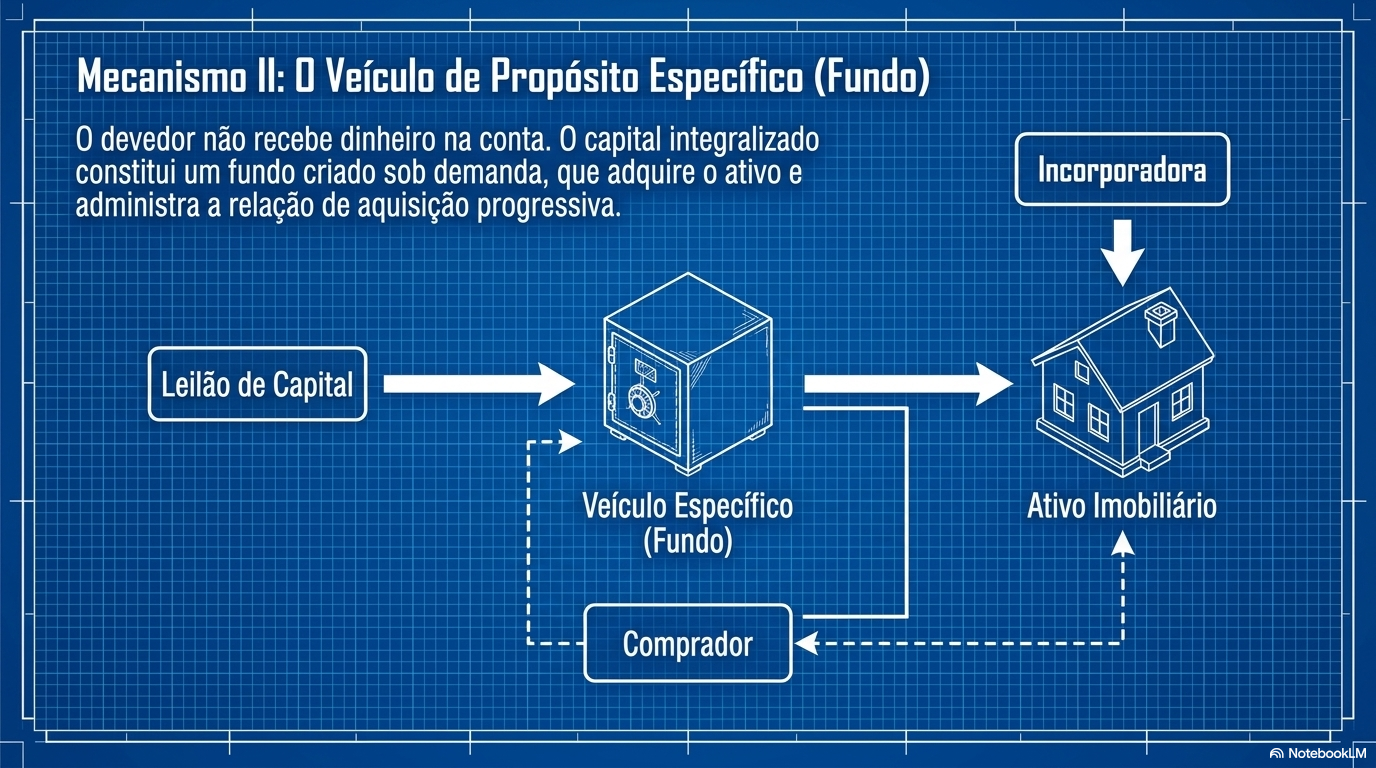 Mecanismo II: O Veículo de Propósito Específico (Fundo)
O devedor não recebe dinheiro na conta. O capital integralizado
constitui um fundo criado sob demanda, que adquire o ativo e
administra a relação de aquisição progressiva.
Incorporadora
Leilão de Capital
Veículo Específico
(Fundo)
Ativo Imobiliário
Comprador
NotebookLM